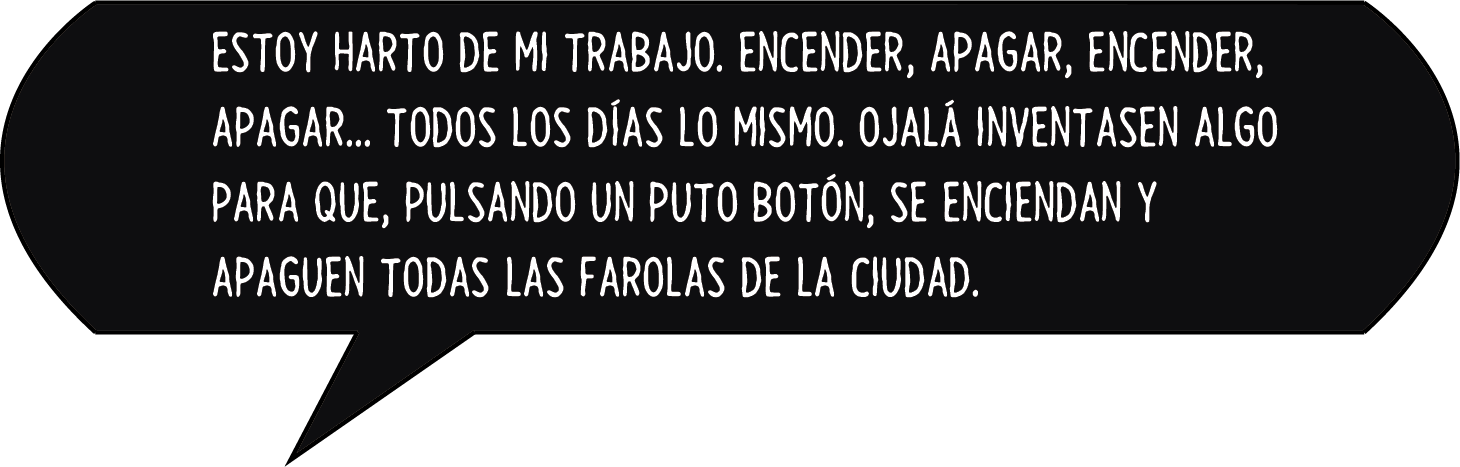 ESTOY HARTO DE MI TRABAJO. ENCENDER, APAGAR, ENCENDER,
APAGAR... TODOS LOS DÍAS LO MISMO. OJALÁ INVENTASEN ALGO
PARA QUE, PULSANDO UN PUTO BOTÓN, SE ENCIENDAN Y
APAGUEN TODAS LAS FAROLAS DE LA CIUDAD.